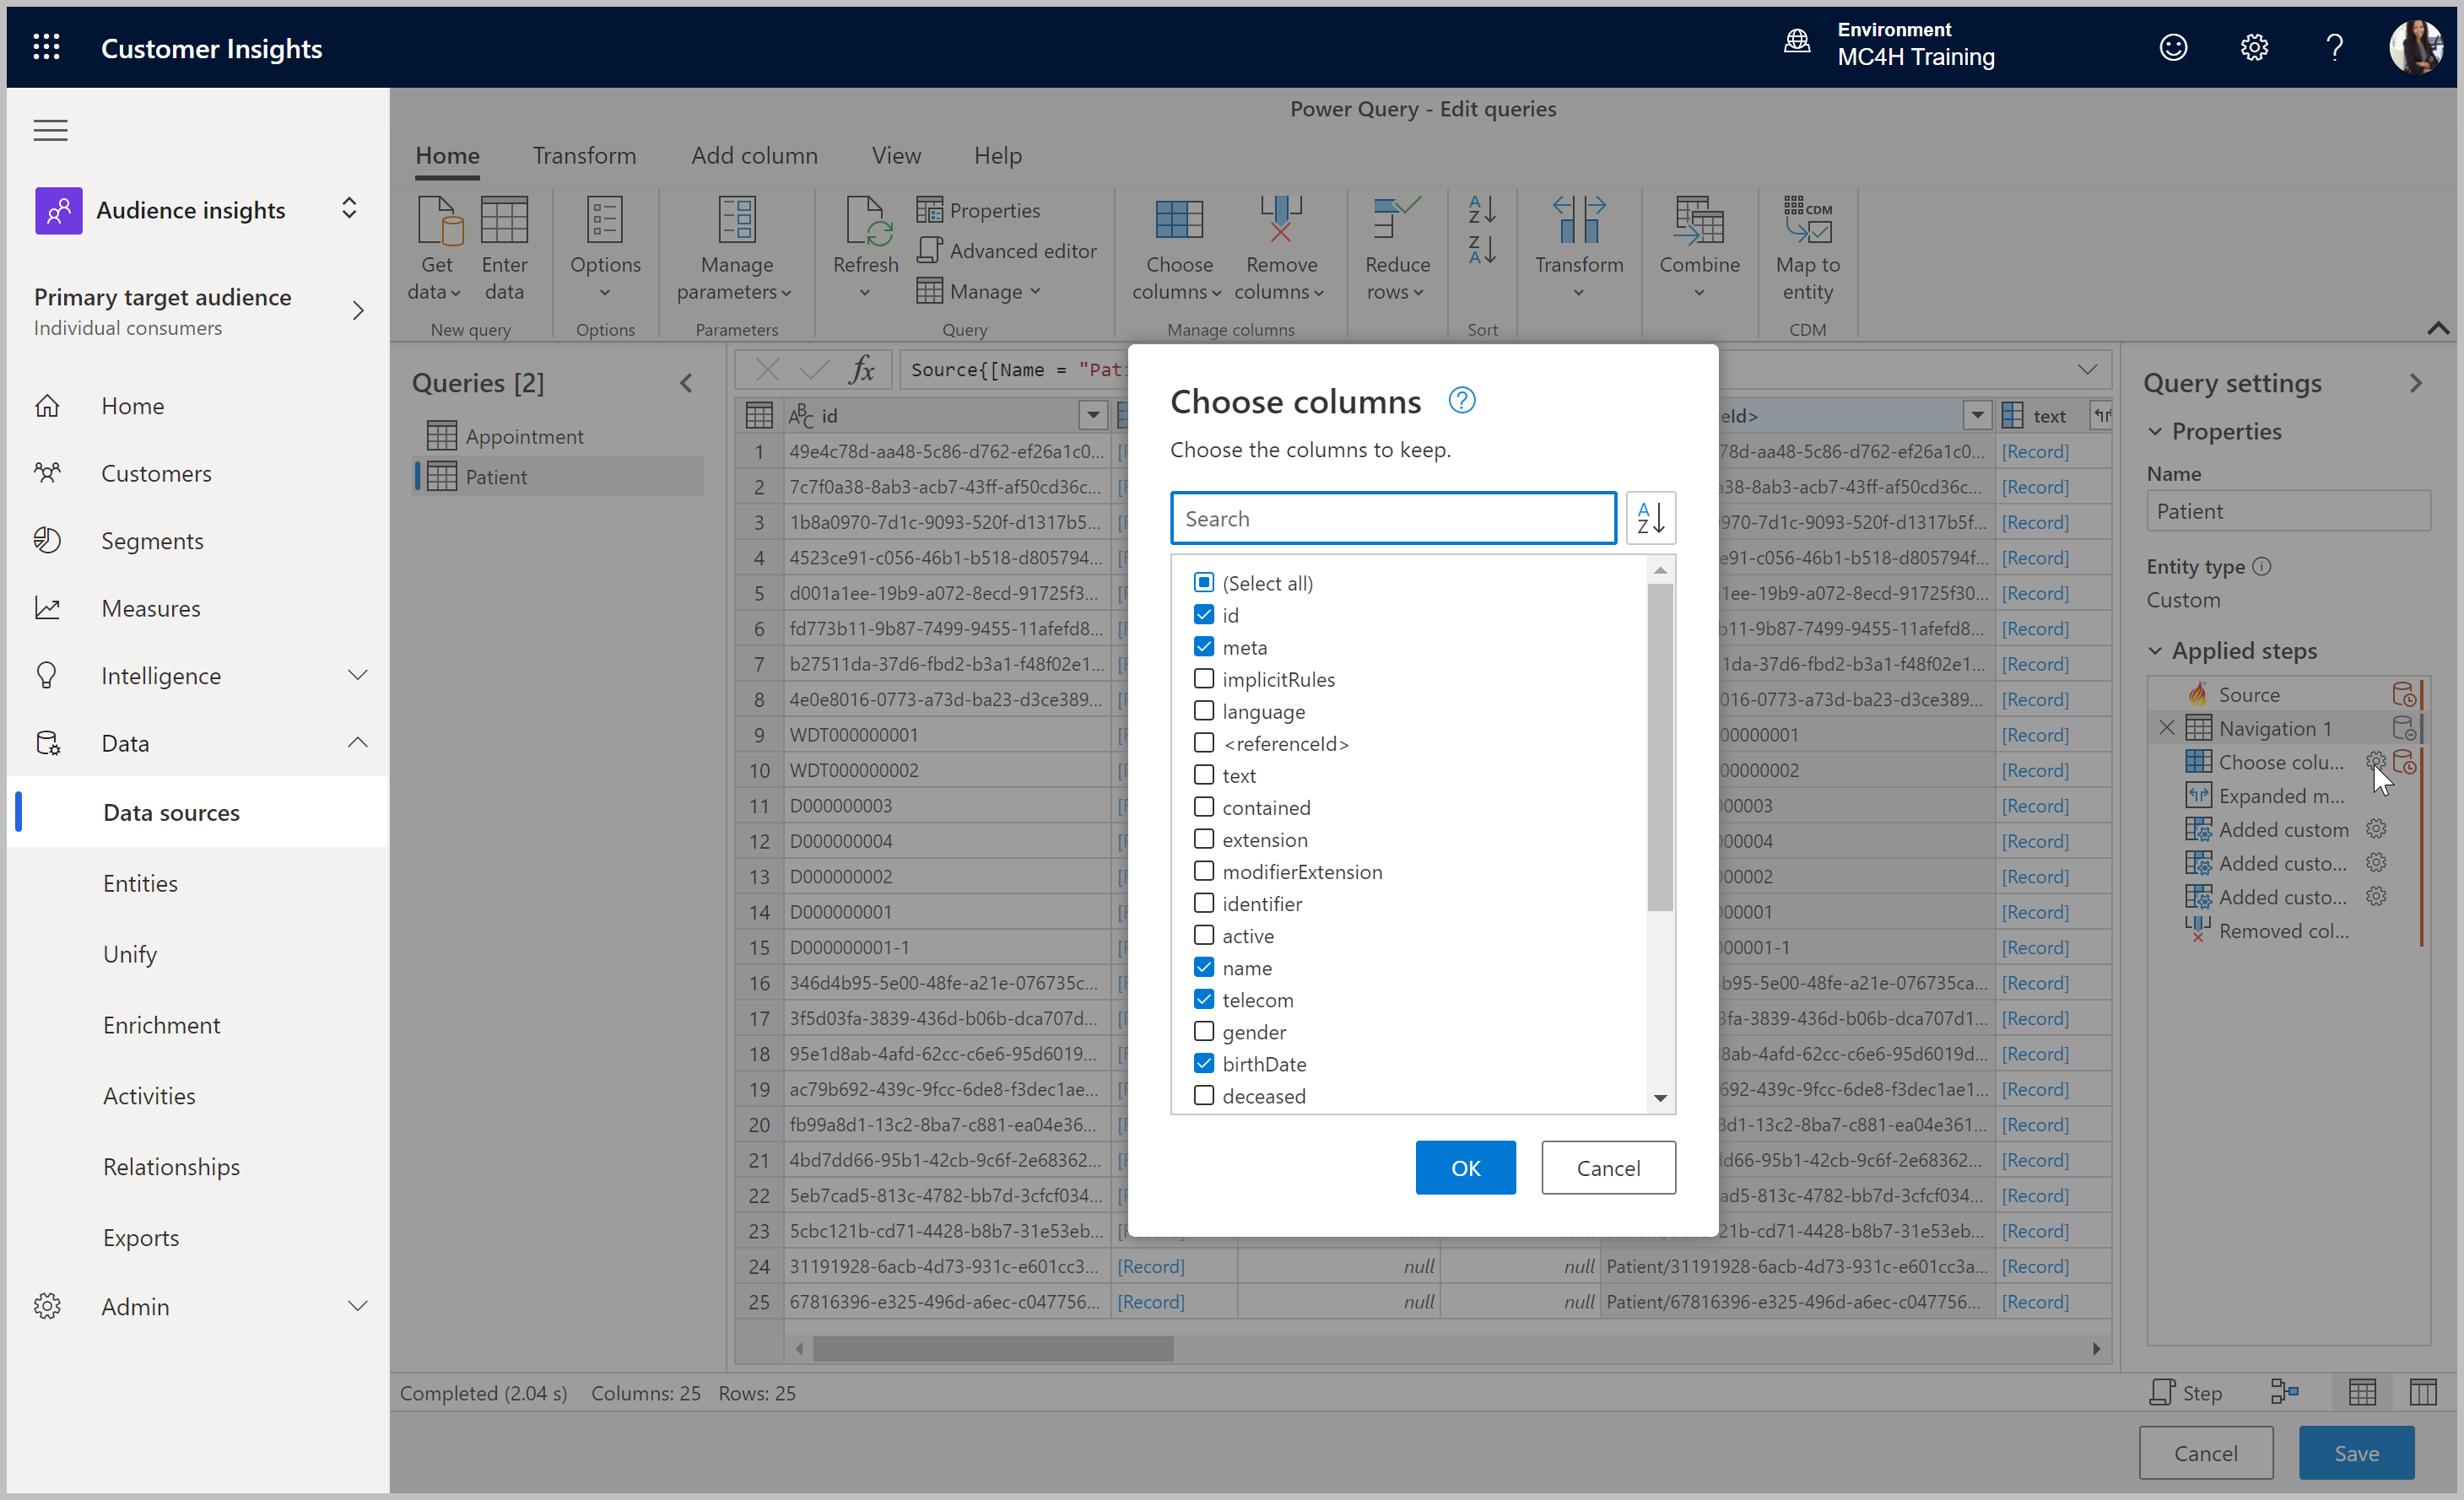 Customer Insights
Environment
MC4H Training
?
Audience insights
Primary target audience
Individual consumers
Home
Customers
Segments
Measures
Intelligence
Data
Data sources
Entities
Unify
Enrichment
Activities
Relationships
Exports
Admin
Power Query - Edit queries
Home Transform Add column View Help
Get data
Enter data
New query
Options
Options
Manage parameters
Parameters
Refresh
Properties
Advanced editor
Manage
Query
Choose columns
Remove columns
Manage columns
Reduce rows
A Z
Z A
Sort
Transform
Combine
CDM
Map to entity
CDM
Queries [2]
Appointment
Patient
fx
Source{[Name = "Pat
ABC id
eId>
text
1 49e4c78d-aa48-5c86-d762-ef26a1c0... 78d-aa48-5c86-d762-ef26a1c0... [Record]
2 7c7f0a38-8ab3-acb7-43ff-af50cd36c... a38-8ab3-acb7-43ff-af50cd36c... [Record]
3 1b8a0970-7d1c-9093-520f-d1317b5... 0970-7d1c-9093-520f-d1317b5f... [Record]
4 4523ce91-c056-46b1-b518-d805794... e91-c056-46b1-b518-d805794f... [Record]
5 d001a1ee-19b9-a072-8ecd-91725f3... 1ee-19b9-a072-8ecd-91725f30... [Record]
6 fd773b11-9b87-7499-9455-11afefd8... b11-9b87-7499-9455-11afefd8... [Record]
7 b27511da-37d6-fbd2-b3a1-f48f02e1... 1da-37d6-fbd2-b3a1-f48f02e1... [Record]
8 4e0e8016-0773-a73d-ba23-d3ce389... 016-0773-a73d-ba23-d3ce389... [Record]
9 WDT000000001 00000001 [Record]
10 WDT000000002 00000002 [Record]
11 D000000003 00003 [Record]
12 D000000004 00004 [Record]
13 D000000002 00002 [Record]
14 D000000001 00001 [Record]
15 D000000001-1 00001-1 [Record]
16 346d4b95-5e00-48fe-a21e-076735c... b95-5e00-48fe-a21e-076735ca... [Record]
17 3f5d03fa-3839-436d-b06b-dca707d... 3fa-3839-436d-b06b-dca707d1... [Record]
18 95e1d8ab-4afd-62cc-c6e6-95d6019... 8ab-4afd-62cc-c6e6-95d6019d... [Record]
19 ac79b692-439c-9fcc-6de8-f3dec1ae... 692-439c-9fcc-6de8-f3dec1ae1... [Record]
20 fb99a8d1-13c2-8ba7-c881-ea04e36... 8d1-13c2-8ba7-c881-ea04e361... [Record]
21 4bd7dd66-95b1-42cb-9c6f-2e68362... dd66-95b1-42cb-9c6f-2e68362... [Record]
22 5eb7cad5-813c-4782-bb7d-3cfcf034... ad5-813c-4782-bb7d-3cfcf034... [Record]
23 5cbc121b-cd71-4428-b8b7-31e53eb... 21b-cd71-4428-b8b7-31e53eb... [Record]
24 31191928-6acb-4d73-931c-e601cc3... [Record] null null Patient/31191928-6acb-4d73-931c-e601cc3a... [Record]
25 67816396-e325-496d-a6ec-c047756... [Record] null null Patient/67816396-e325-496d-a6ec-c047756... [Record]
Completed (2.04 s) Columns: 25 Rows: 25
Choose columns ?
Choose the columns to keep.
Search
A Z
(Select all)
id
meta
implicitRules
language
<referenceId>
text
contained
extension
modifierExtension
identifier
active
name
telecom
gender
birthDate
deceased
OK
Cancel
Query settings
Properties
Name
Patient
Entity type
Custom
Applied steps
Source
Navigation 1
Choose colu...
Expanded m...
Added custom
Added custo...
Added custo...
Removed col...
Step
Cancel
Save